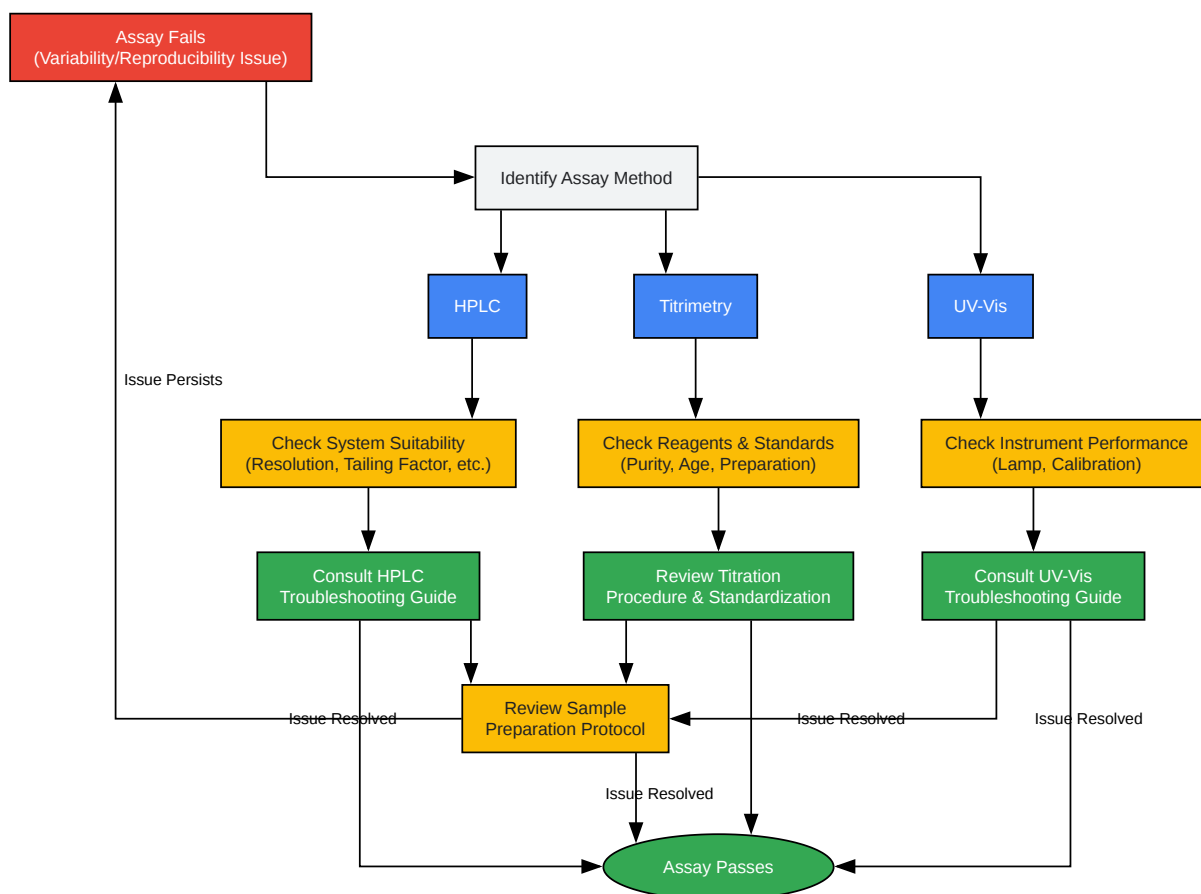 Assay Fails
(Variability/Reproducibility Issue)
Identify Assay Method
HPLC
Titrimetry
UV-Vis
Issue Persists
Check System Suitability
(Resolution, Tailing Factor, etc.)
Check Reagents & Standards
(Purity, Age, Preparation)
Check Instrument Performance
(Lamp, Calibration)
Consult HPLC
Troubleshooting Guide
Review Titration
Procedure & Standardization
Consult UV-Vis
Troubleshooting Guide
Issue Resolved
Review Sample
Preparation Protocol
Issue Resolved
Issue Resolved
Issue Resolved
Assay Passes